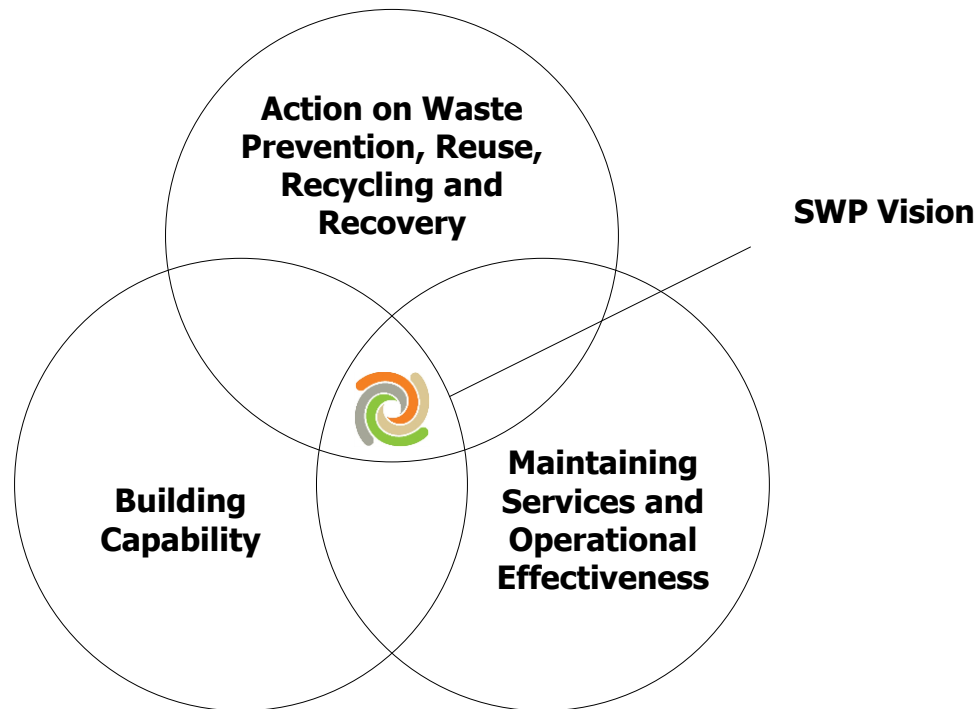 Action on Waste
Prevention, Reuse,
Recycling and
Recovery
SWP Vision
Building
Capability
Maintaining
Services and
Operational
Effectiveness